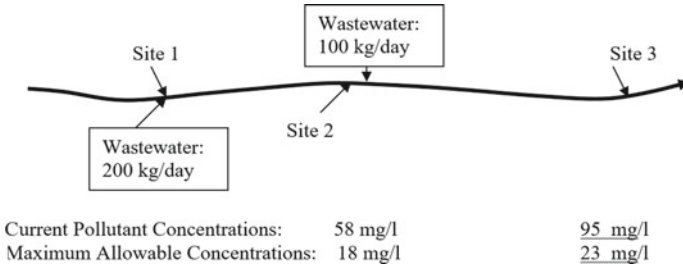 Wastewater:
100 kg/day
Site 1
Site 3
Site 2
Wastewater:
200 kg/day
Current Pollutant Concentrations: 58 mg/l 95 mg/l
Maximum Allowable Concentrations: 18 mg/l 23 mg/l